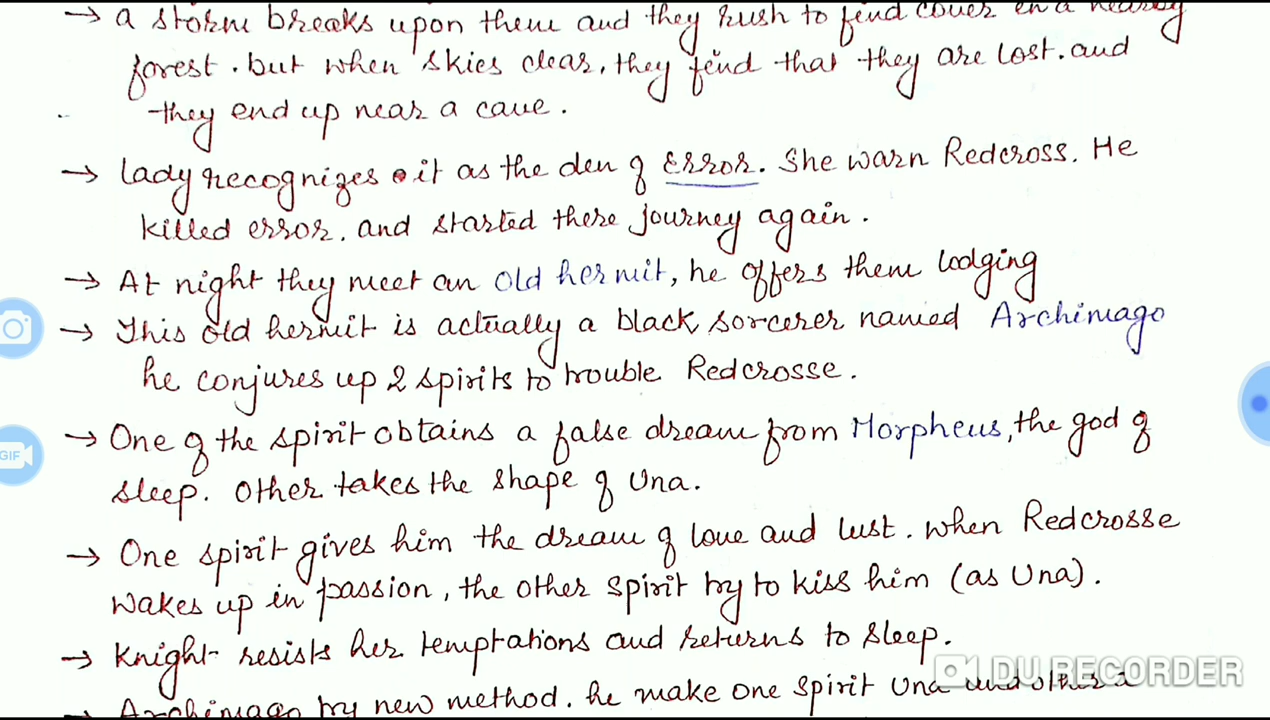 → a storm breaks upon them and they rush to find cover in a nearby
forest. but when skies clear, they find that they are lost. and
they end up near a cave.
→ Lady recognizes it as the den of Error. She warn Redcross. He
killed error. and started there journey again.
→ At night they meet an old hermit, he offers them lodging
→ This old hermit is actually a black sorcerer named Archimago
he conjures up 2 spirits to trouble Redcrosse.
→ One of the spirit obtains a false dream from Morpheus, the god of
sleep. Other takes the shape of Una.
→ One spirit gives him the dream of love and lust. when Redcrosse
wakes up in passion, the other spirit try to kiss him (as Una).
→ Knight resists her temptations and returns to sleep.
DU RECORDER
→ Archimago try new method. he make one spirit Una and other a
GIF